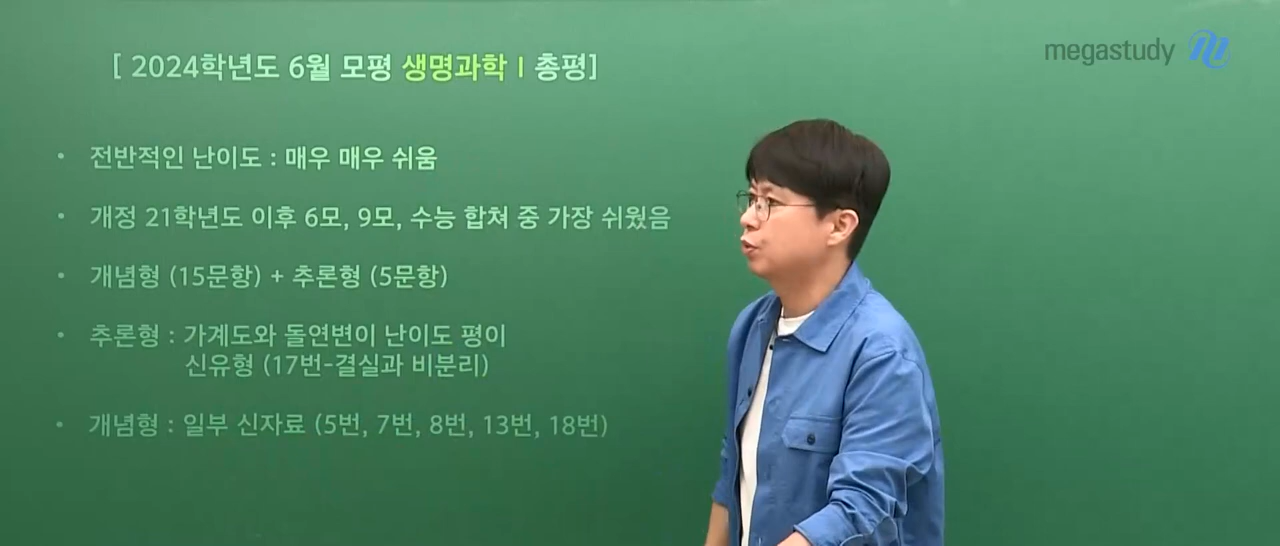 [ 2024학년도 6월 모평 생명과학 I 총평]
megastudy
• 전반적인 난이도 : 매우 매우 쉬움
• 개정 21학년도 이후 6모, 9모, 수능 합쳐 중 가장 쉬웠음
• 개념형 (15문항) + 추론형 (5문항)
• 추론형 : 가계도와 돌연변이 난이도 평이
신유형 (17번-결실과 비분리)
• 개념형 : 일부 신자료 (5번, 7번, 8번, 13번, 18번)